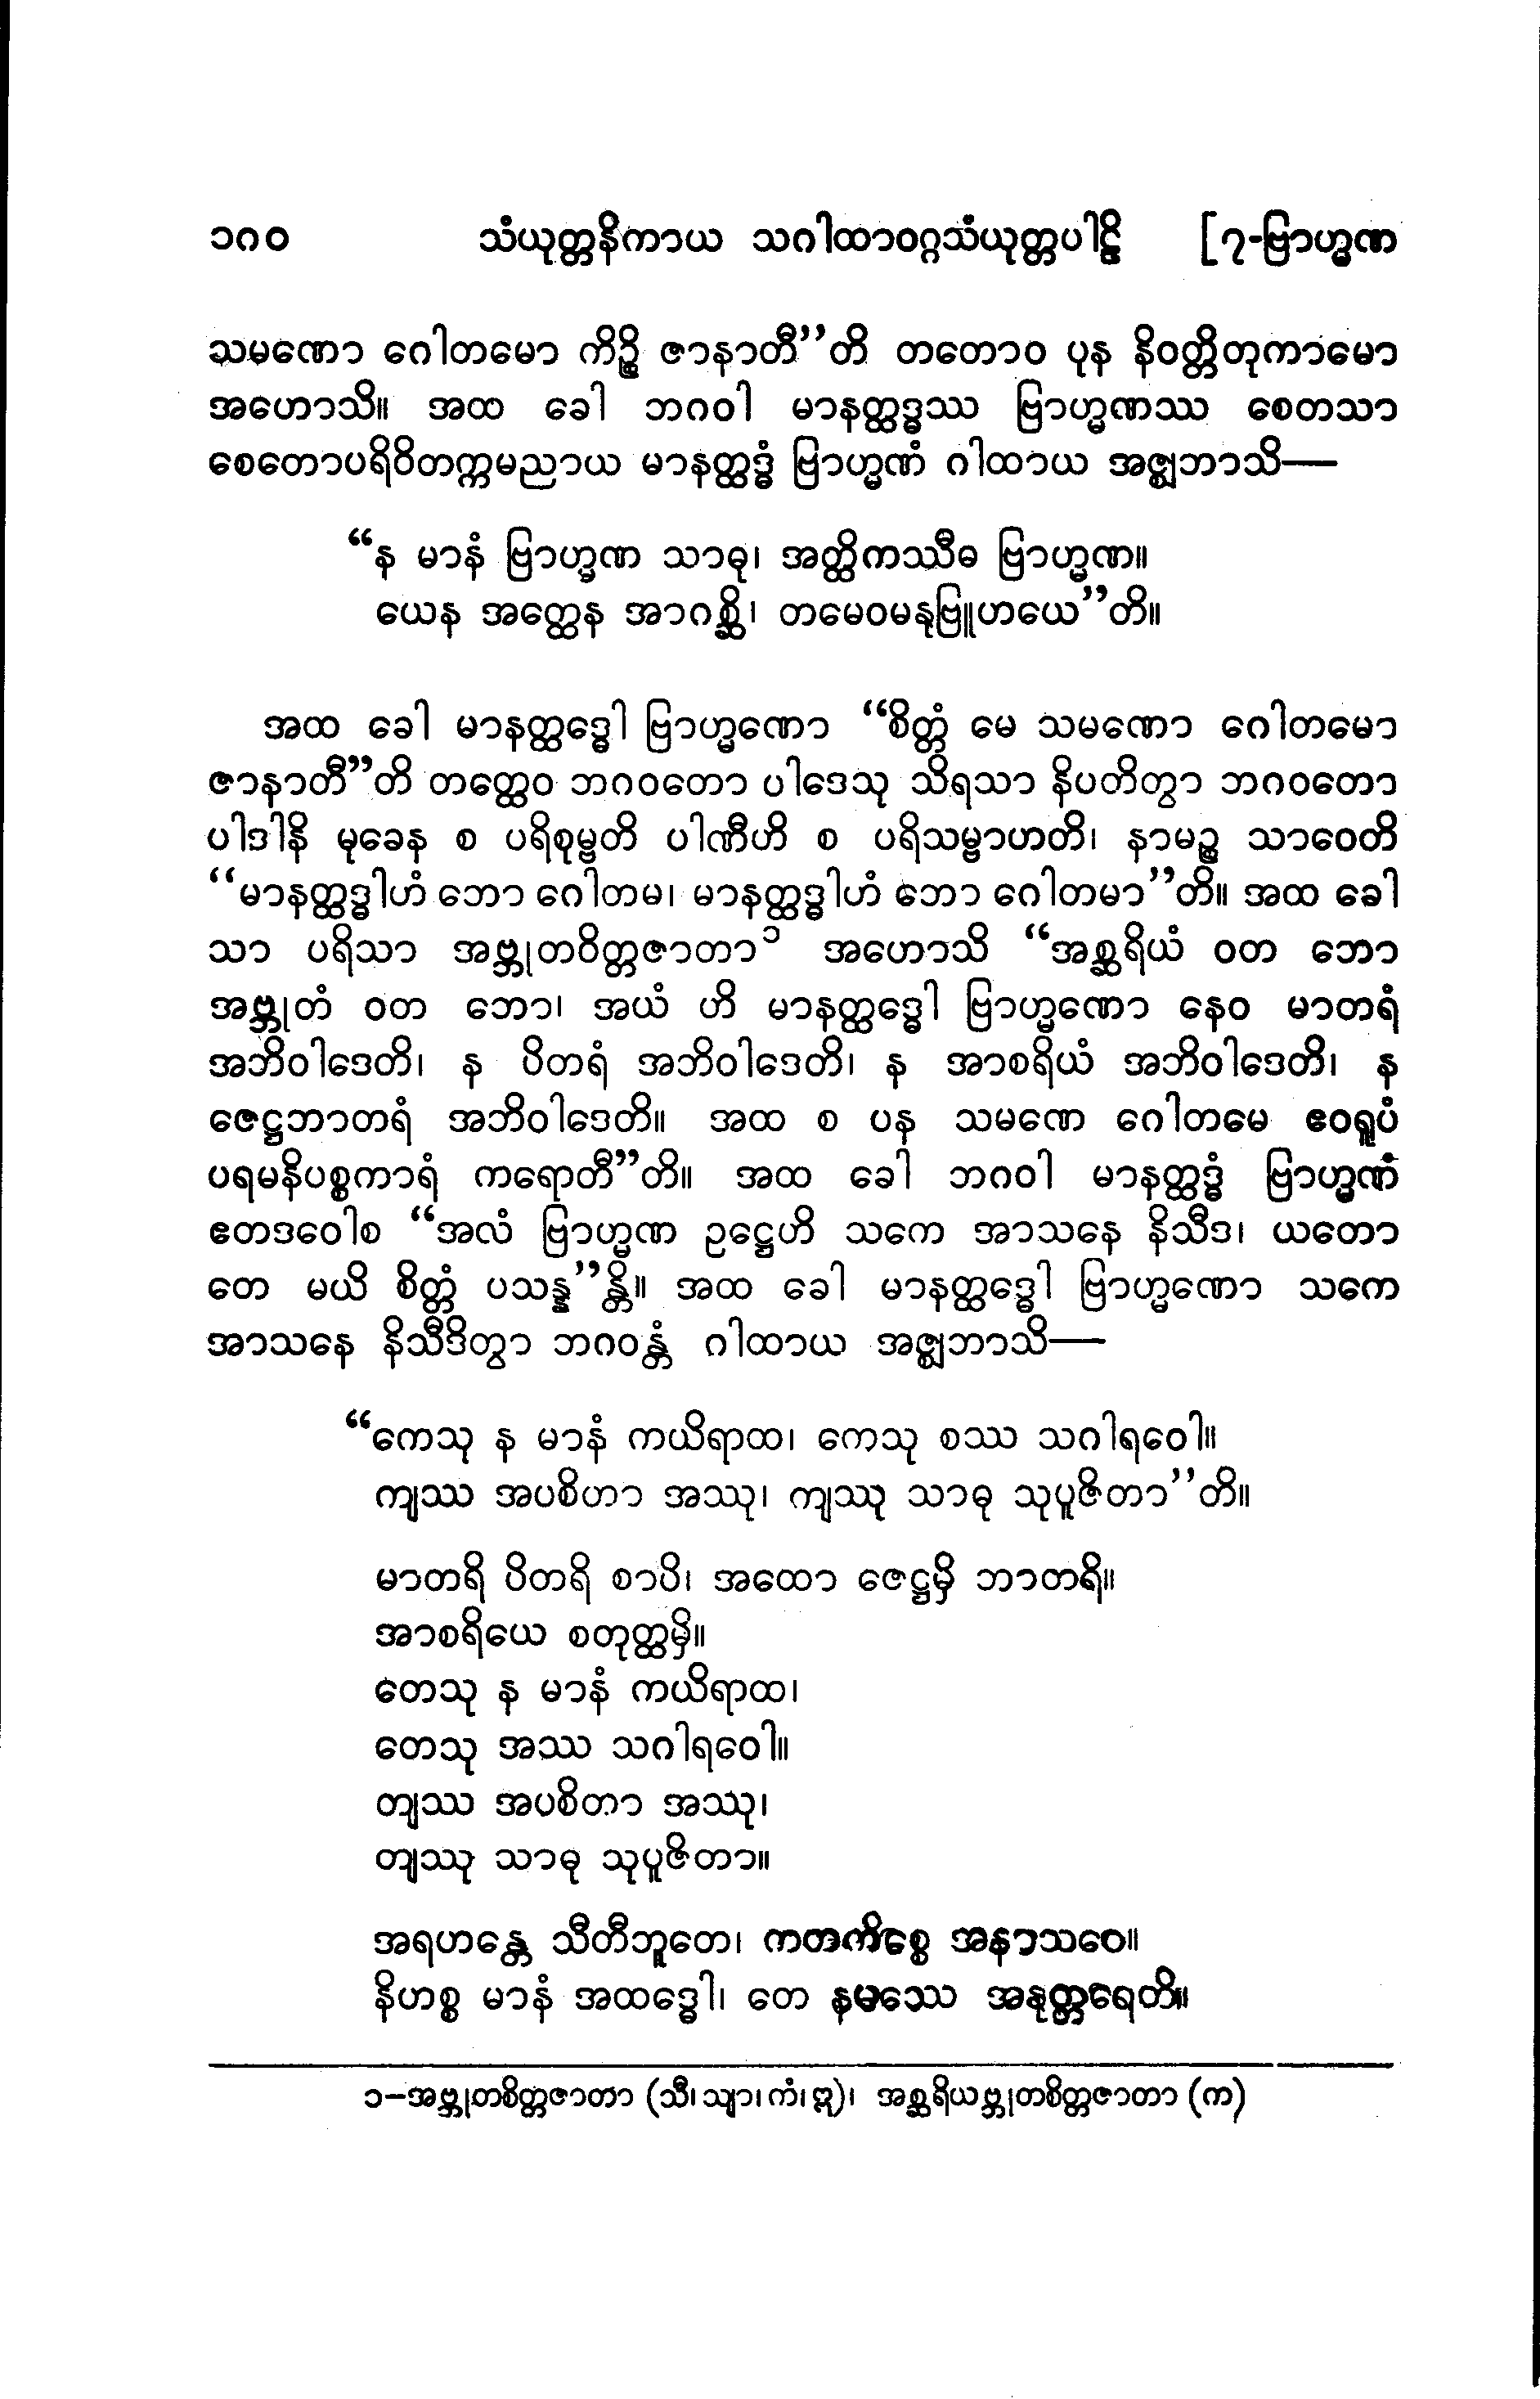 ၁၈၀ သံယုတ္တနိကာယ သဂါထာဝဂ္ဂသံယုတ္တပါဠိ [၇-ဗြာဟ္မဏ
သမဏော ဂေါတမော ကိဉ္စိ ဇာနာတီ”တိ တတောဝ ပုန နိဝတ္တိတုကာမော
အဟောသိ။ အထ ခေါ ဘဂဝါ မာနတ္ထဒ္ဓဿ ဗြာဟ္မဏဿ စေတသာ
စေတောပရိဝိတက္ကမညာယ မာနတ္ထဒ္ဓံ ဗြာဟ္မဏံ ဂါထာယ အဇ္ဈဘာသိ—
“န မာနံ ဗြာဟ္မဏ သာဓု၊ အတ္ထိကဿီဓ ဗြာဟ္မဏ။
ယေန အတ္ထေန အာဂစ္ဆိ၊ တမေဝမနုဗြူဟယေ”တိ။
အထ ခေါ မာနတ္ထဒ္ဓေါ ဗြာဟ္မဏော “စိတ္တံ မေ သမဏော ဂေါတမော
ဇာနာတီ”တိ တတ္ထေဝ ဘဂဝတော ပါဒေသု သိရသာ နိပတိတွာ ဘဂဝတော
ပါဒါနိ မုခေန စ ပရိစုမ္ဗတိ ပါဏီဟိ စ ပရိသမ္ဗာဟတိ၊ နာမဉ္စ သာဝေတိ
“မာနတ္ထဒ္ဓါဟံ ဘော ဂေါတမ၊ မာနတ္ထဒ္ဓါဟံ ဘော ဂေါတမာ”တိ။ အထ ခေါ
သာ ပရိသာ အဗ္ဘုတဝိတ္တဇာတာ၁ အဟောသိ “အစ္ဆရိယံ ဝတ ဘော
အဗ္ဘုတံ ဝတ ဘော၊ အယံ ဟိ မာနတ္ထဒ္ဓေါ ဗြာဟ္မဏော နေဝ မာတရံ
အဘိဝါဒေတိ၊ န ပိတရံ အဘိဝါဒေတိ၊ န အာစရိယံ အဘိဝါဒေတိ၊ န
ဇေဋ္ဌဘာတရံ အဘိဝါဒေတိ။ အထ စ ပန သမဏေ ဂေါတမေ ဧဝရူပံ
ပရမနိပစ္စကာရံ ကရောတီ”တိ။ အထ ခေါ ဘဂဝါ မာနတ္ထဒ္ဓံ ဗြာဟ္မဏံ
ဧတဒဝေါစ “အလံ ဗြာဟ္မဏ ဥဋ္ဌေဟိ သကေ အာသနေ နိသီဒ၊ ယတော
တေ မယိ စိတ္တံ ပသန္န”န္တိ။ အထ ခေါ မာနတ္ထဒ္ဓေါ ဗြာဟ္မဏော သကေ
အာသနေ နိသီဒိတွာ ဘဂဝန္တံ ဂါထာယ အဇ္ဈဘာသိ—
“ကေသု န မာနံ ကယိရာထ၊ ကေသု စဿ သဂါရဝေါ။
ကျဿ အပစိဟာ အဿု၊ ကျဿု သာဓု သုပူဇိတာ”တိ။
မာတရိ ပိတရိ စာပိ၊ အထော ဇေဋ္ဌမှိ ဘာတရိ။
အာစရိယေ စတုတ္ထမှိ။
တေသု န မာနံ ကယိရာထ၊
တေသု အဿ သဂါရဝေါ။
တျဿ အပစိတာ အဿု၊
တျဿု သာဓု သုပူဇိတာ။
အရဟန္တေ သီတီဘူတေ၊ ကတကိစ္စေ အနာသဝေ။
နိဟစ္စ မာနံ အထဒ္ဓေါ၊ တေ နမဿေ အနုတ္တရေတိ။
၁–အဗ္ဘုတစိတ္တဇာတာ (သီ၊ သျာ၊ ကံ၊ ဣ)၊ အစ္ဆရိယဗ္ဘုတစိတ္တဇာတာ (က)